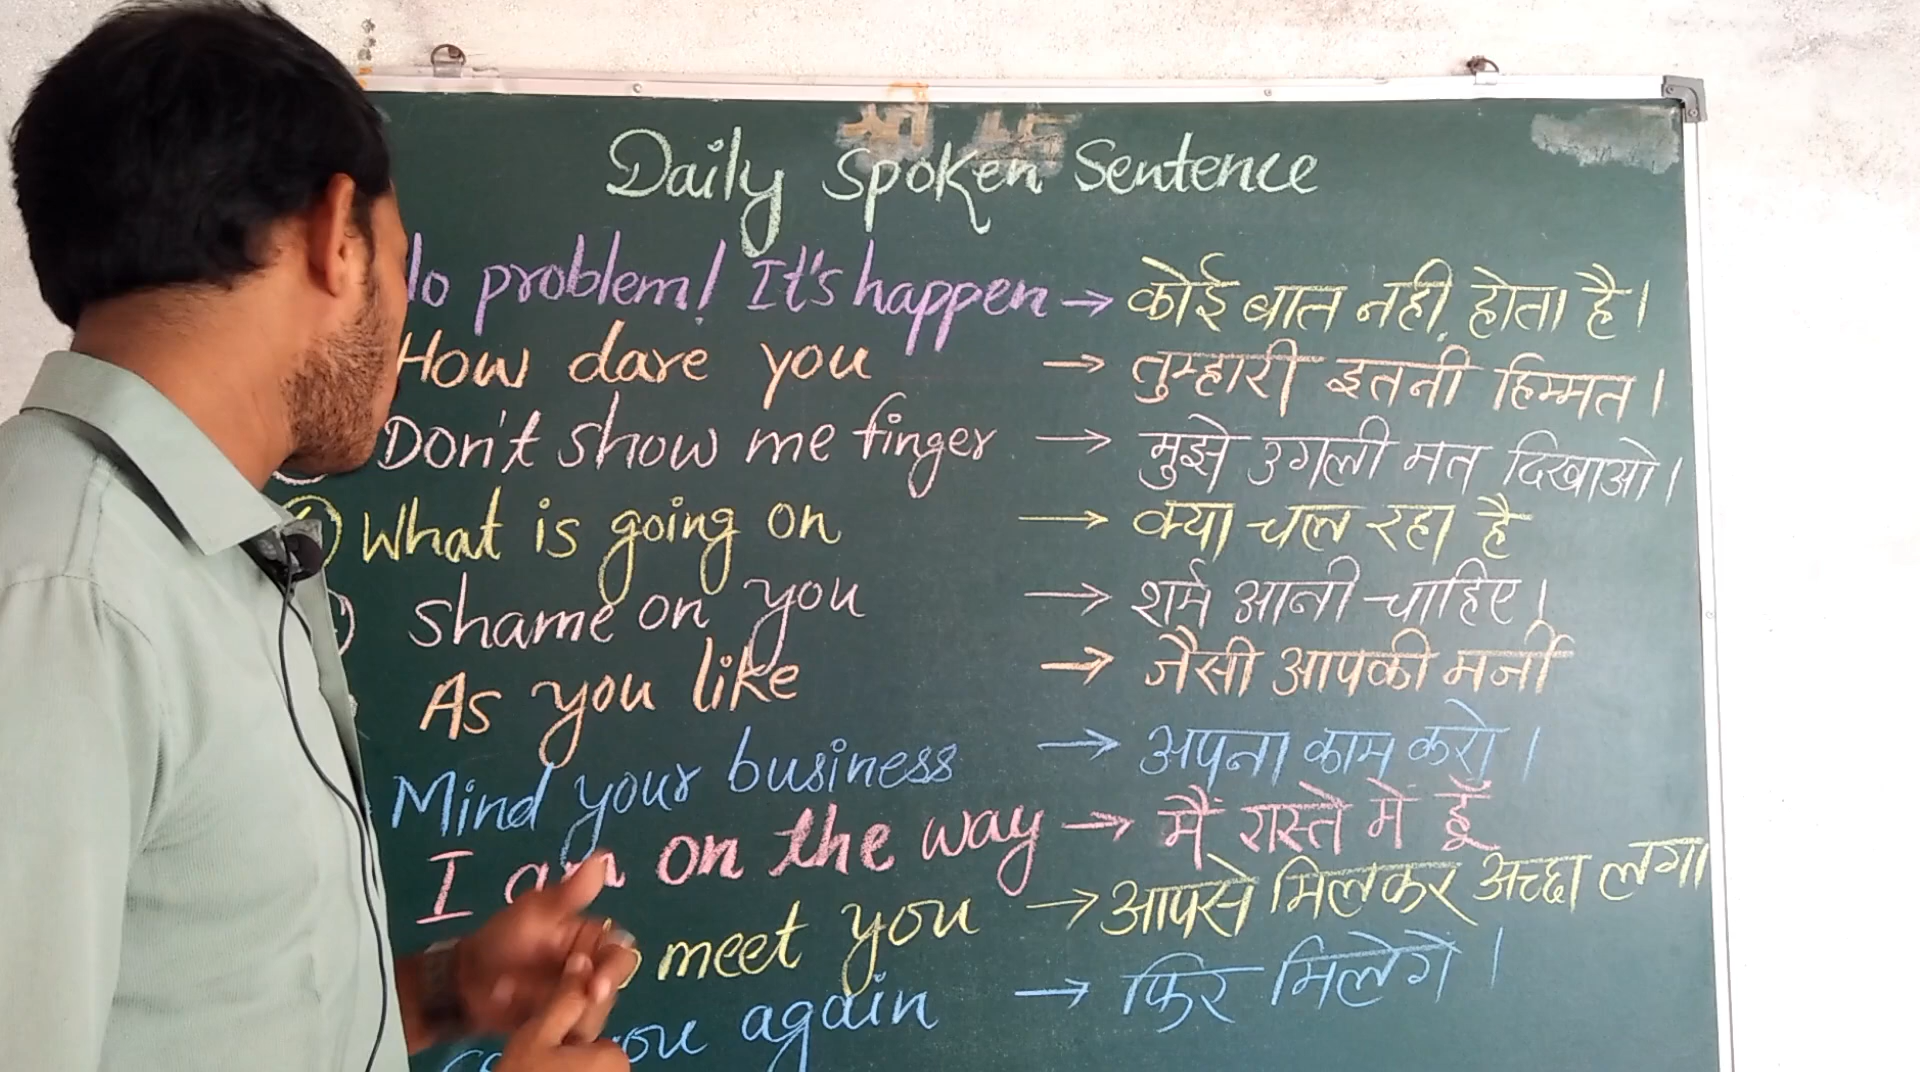 Daily Spoken Sentence
No problem! It's happen → कोई बात नहीं, होता है।
How dare you → तुम्हारी इतनी हिम्मत।
Don't show me finger → मुझे उगली मत दिखाओ।
What is going on → क्या चल रहा है
Shame on you → शर्म आनी चाहिए।
As you like → जैसी आपकी मर्जी
Mind your business → अपना काम करो।
I am on the way → मैं रास्ते मे हूँ
meet you → आपसे मिलकर अच्छा लगा
you again → फिर मिलेगें।